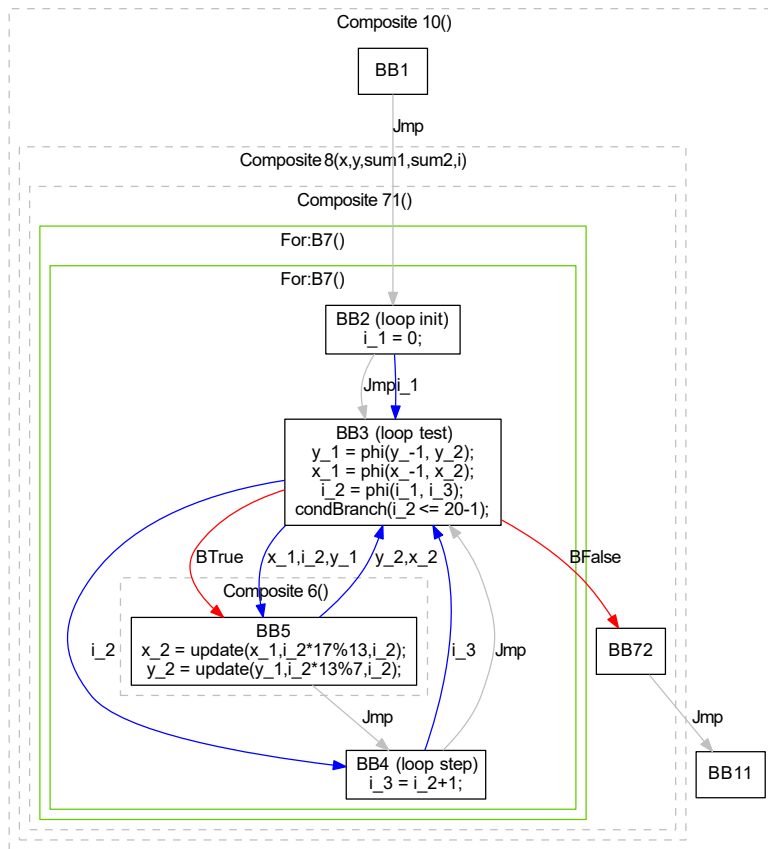 Composite 10()
BB1
Jmp
Composite 8(x,y,sum1,sum2,i)
Composite 71()
For:B7()
For:B7()
BB2 (loop init)
i_1 = 0;
Jmp
i_1
BB3 (loop test)
y_1 = phi(y_-1, y_2);
x_1 = phi(x_-1, x_2);
i_2 = phi(i_1, i_3);
condBranch(i_2 <= 20-1);
BTrue
x_1,i_2,y_1
y_2,x_2
BFalse
Composite 6()
BB5
x_2 = update(x_1,i_2*17%13,i_2);
y_2 = update(y_1,i_2*13%7,i_2);
i_2
i_3
Jmp
BB72
Jmp
Jmp
BB4 (loop step)
i_3 = i_2+1;
BB11